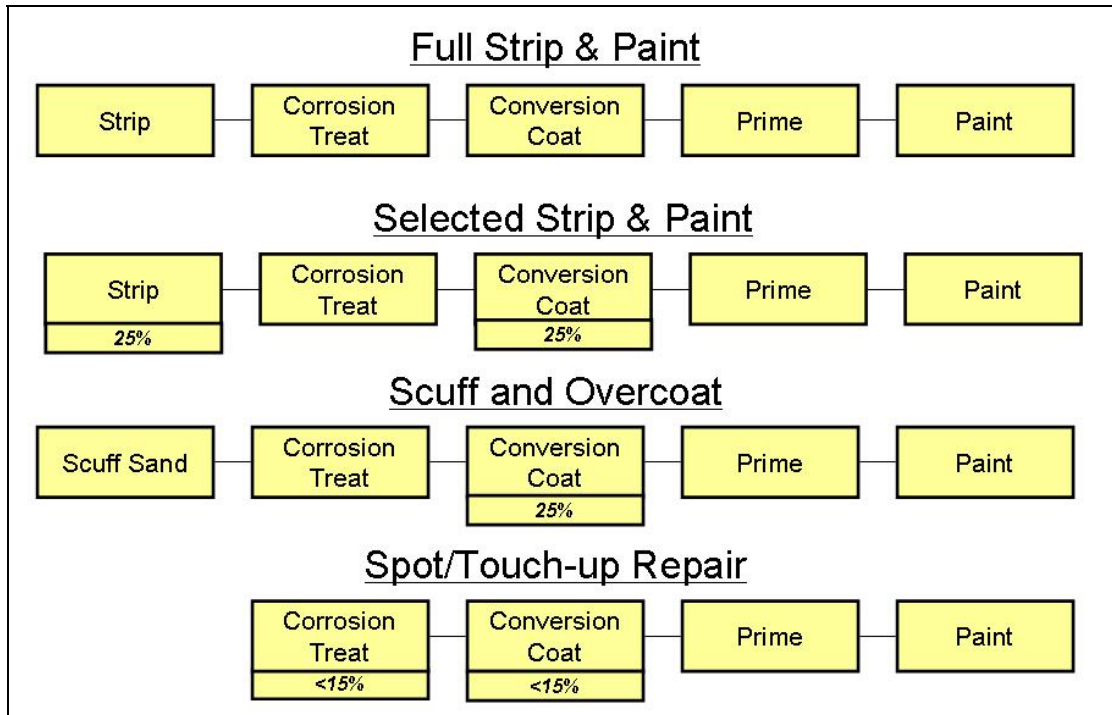 Full Strip & Paint
Strip
Corrosion
Treat
Conversion
Coat
Prime
Paint
Selected Strip & Paint
Strip
25%
Corrosion
Treat
Conversion
Coat
25%
Prime
Paint
Scuff and Overcoat
Scuff Sand
Corrosion
Treat
Conversion
Coat
25%
Prime
Paint
Spot/Touch-up Repair
Corrosion
Treat
<15%
Conversion
Coat
<15%
Prime
Paint